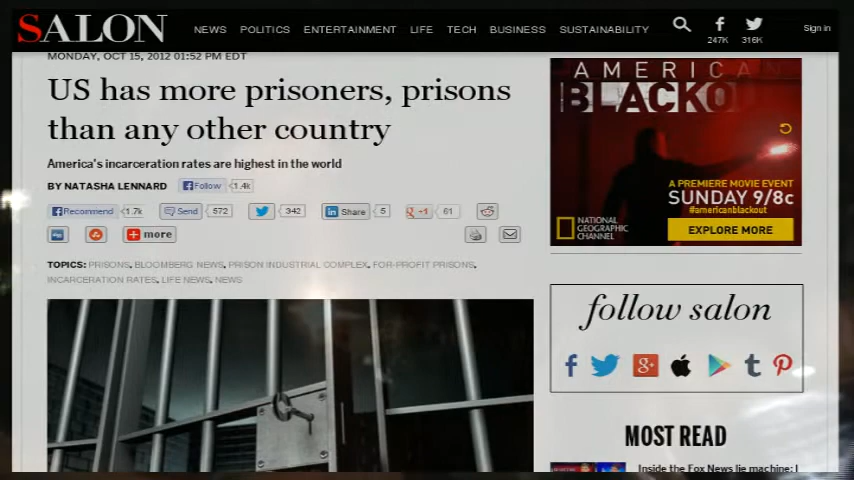 SALON
NEWS POLITICS ENTERTAINMENT LIFE TECH BUSINESS SUSTAINABILITY
247K 316K
Sign in
MONDAY, OCT 15, 2012 01:52 PM EDT
US has more prisoners, prisons
than any other country
America's incarceration rates are highest in the world
BY NATASHA LENNARD Follow 1.4k
Recommend 1.7k Send 572 342 Share 5 +1 61
more
TOPICS: PRISONS, BLOOMBERG NEWS, PRISON INDUSTRIAL COMPLEX, FOR-PROFIT PRISONS,
INCARCERATION RATES, LIFE NEWS, NEWS
AMERICAN
BLACKO
A PREMIERE MOVIE EVENT
SUNDAY 9/8c
#americanblackout
NATIONAL
GEOGRAPHIC
CHANNEL
EXPLORE MORE
follow salon
MOST READ
Inside the Fox News lie machine: I